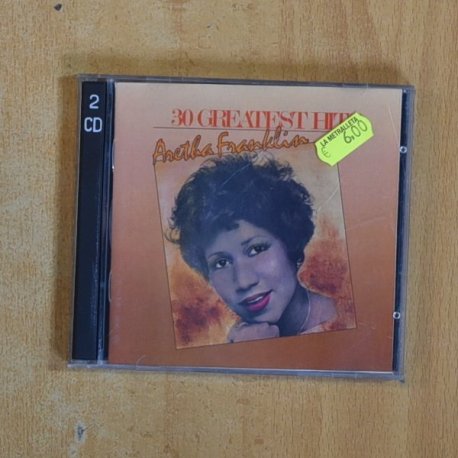 2
CD
30 GREATEST HIT
Aretha Franklin
LA METRALLETA
€ 6,00